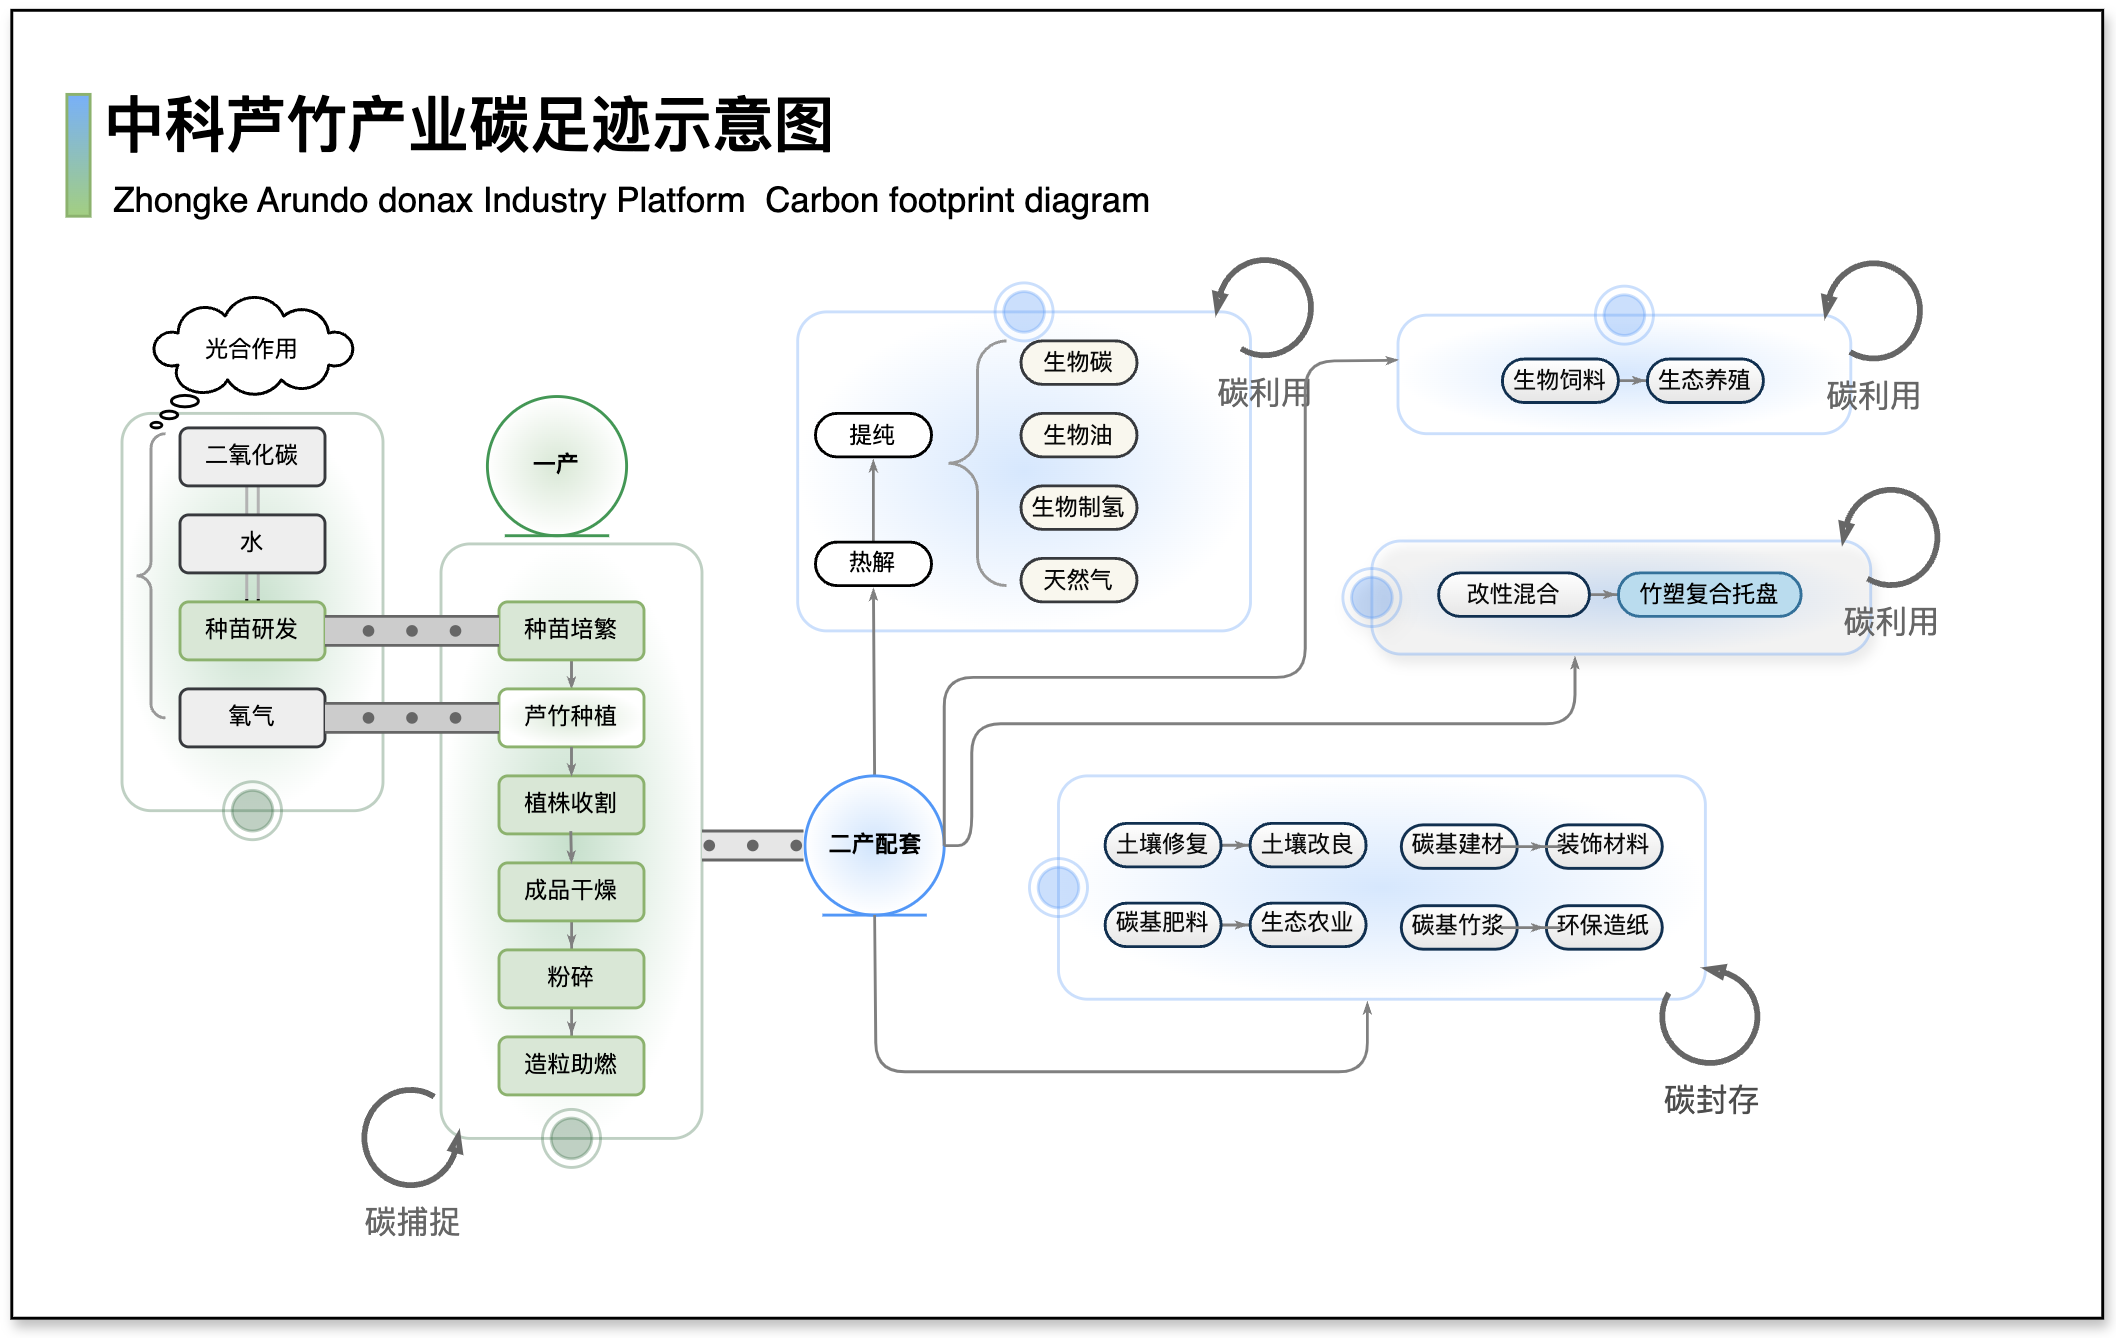 中科芦竹产业碳足迹示意图
Zhongke Arundo donax Industry Platform  Carbon footprint diagram
光合作用
二氧化碳
水
种苗研发
氧气
一产
种苗培繁
芦竹种植
植株收割
成品干燥
粉碎
造粒助燃
碳捕捉
二产配套
提纯
热解
生物碳
生物油
生物制氢
天然气
碳利用
生物饲料
生态养殖
碳利用
改性混合
竹塑复合托盘
碳利用
土壤修复
土壤改良
碳基建材
装饰材料
碳基肥料
生态农业
碳基竹浆
环保造纸
碳封存